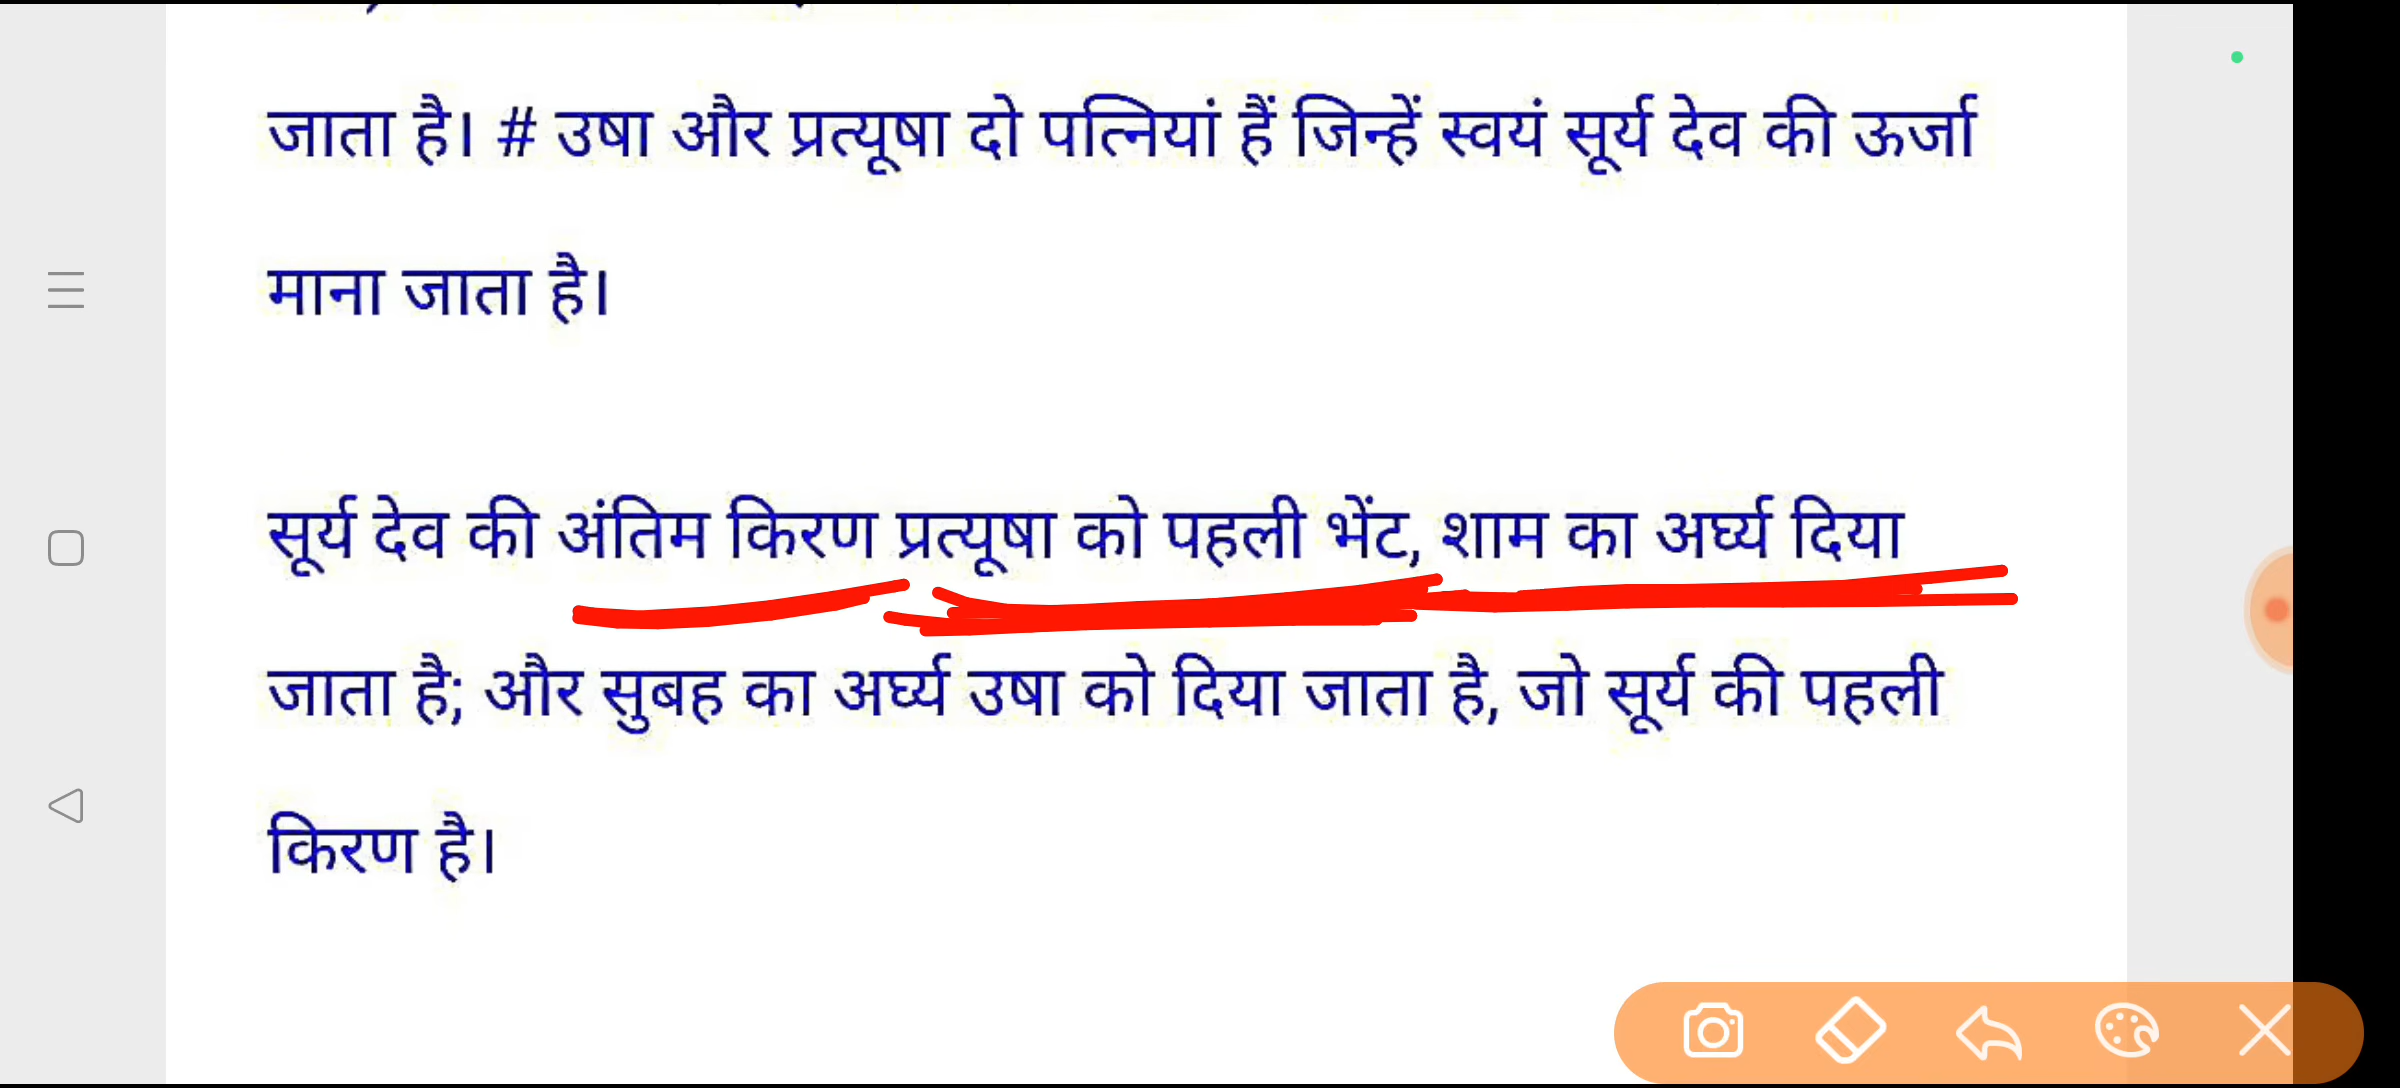 जाता है। # उषा और प्रत्यूषा दो पत्नियां हैं जिन्हें स्वयं सूर्य देव की ऊर्जा
माना जाता है।
सूर्य देव की अंतिम किरण प्रत्यूषा को पहली भेंट, शाम का अर्घ्य दिया
जाता है; और सुबह का अर्घ्य उषा को दिया जाता है, जो सूर्य की पहली
किरण है।